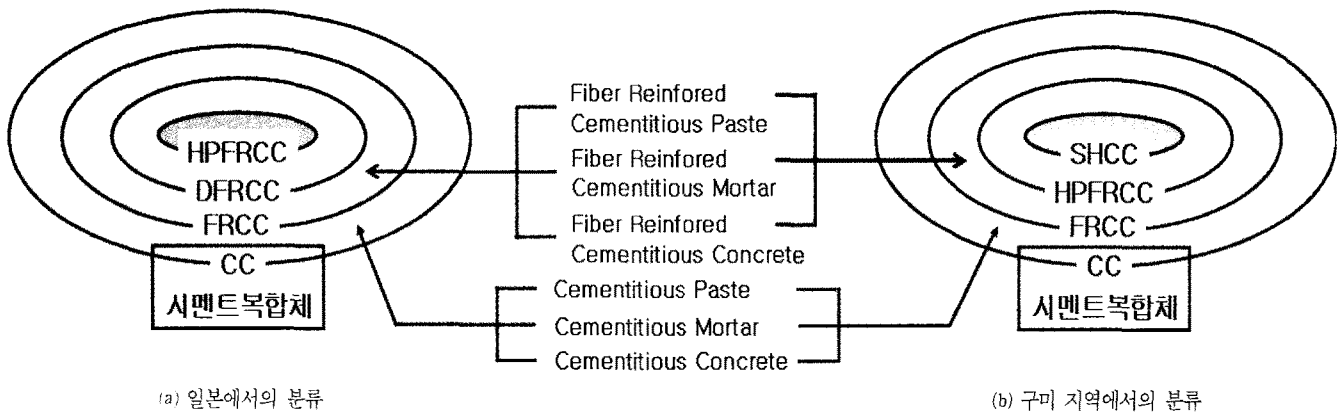 HPFRCC
DFRCC
FRCC
CC
시멘트복합체
(a) 일본에서의 분류
Fiber Reinfored
Cementitious Paste
Fiber Reinfored
Cementitious Mortar
Fiber Reinfored
Cementitious Concrete
Cementitious Paste
Cementitious Mortar
Cementitious Concrete
SHCC
HPFRCC
FRCC
CC
시멘트복합체
(b) 구미 지역에서의 분류